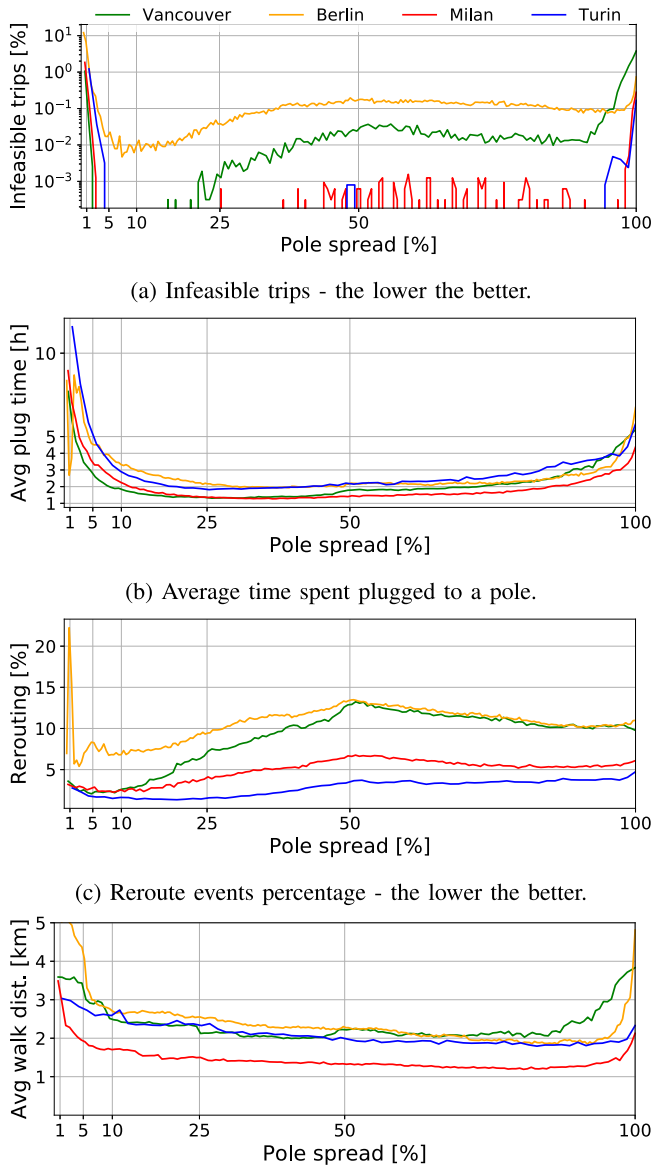 Vancouver Berlin Milan Turin
Infeasible trips [%]
10^1
10^0
10^-1
10^-2
10^-3
1 5 25 50 100
Pole spread [%]
(a) Infeasible trips - the lower the better.
Avg plug time [h]
10
5
4
3
2
1
1 5 10 25 50 100
Pole spread [%]
(b) Average time spent plugged to a pole.
Rerouting [%]
20
15
10
5
1 5 10 25 50 100
Pole spread [%]
(c) Reroute events percentage - the lower the better.
Avg walk dist. [km]
5
4
3
2
1
1 5 10 25 50 100
Pole spread [%]